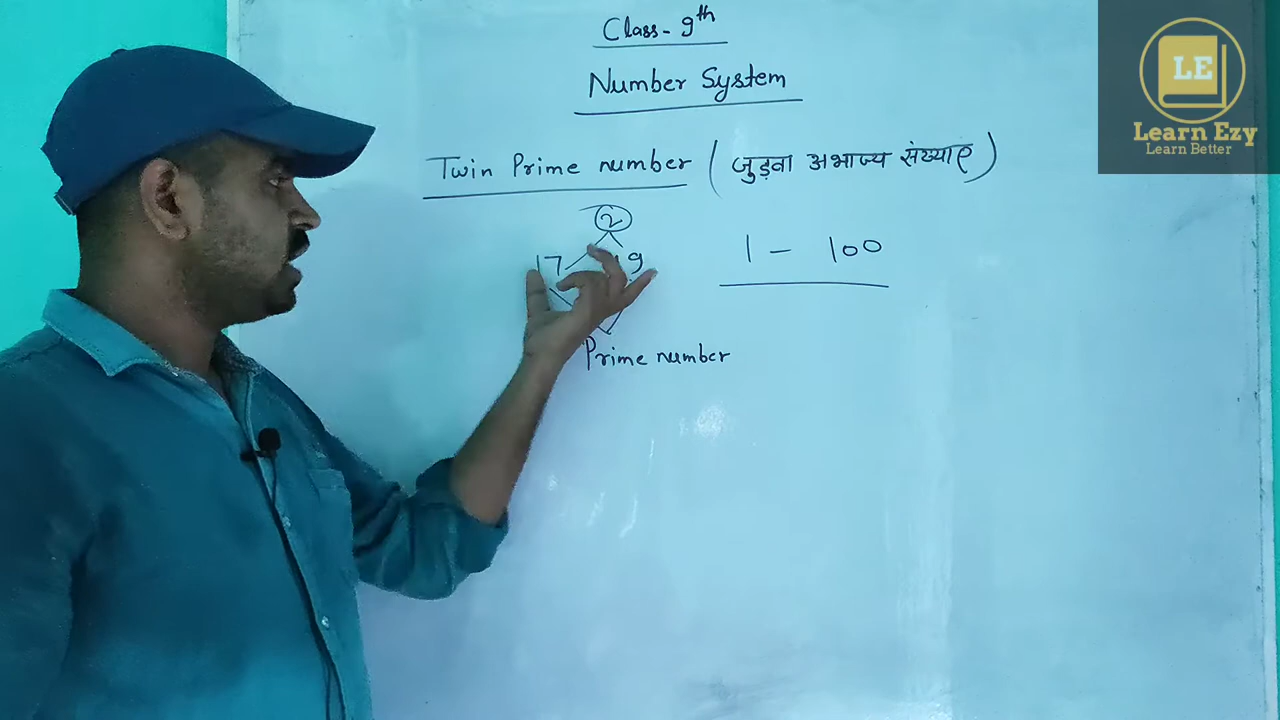 Class - 9th
Number System
Twin Prime number (जुड़वा अभाज्य संख्याए)
2
17 19
1 - 100
Prime number
LE
Learn Ezy
Learn Better